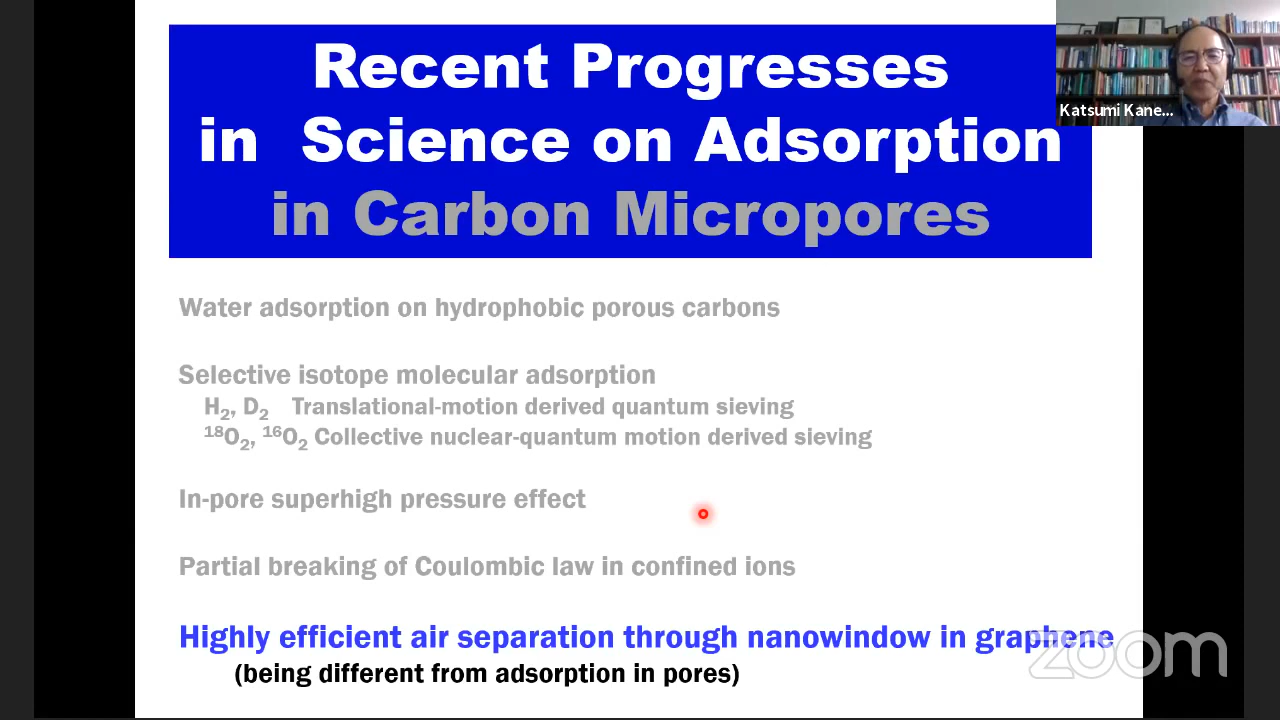 Recent Progresses
in Science on Adsorption
in Carbon Micropores
Katsumi Kane...
Water adsorption on hydrophobic porous carbons
Selective isotope molecular adsorption
H₂, D₂ Translational-motion derived quantum sieving
¹⁸O₂, ¹⁶O₂ Collective nuclear-quantum motion derived sieving
In-pore superhigh pressure effect
Partial breaking of Coulombic law in confined ions
Highly efficient air separation through nanowindow in graphene
(being different from adsorption in pores)
zoom